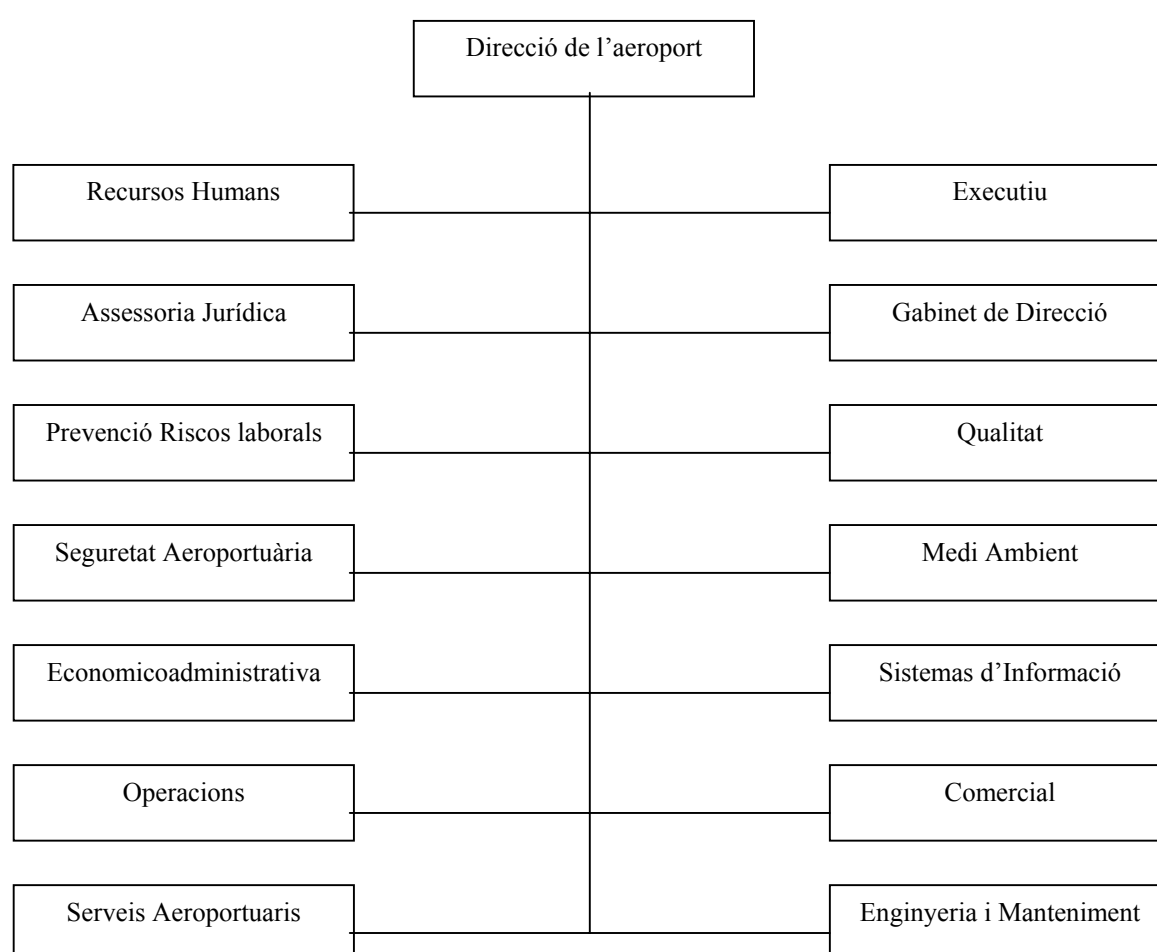 Direcció de l’aeroport
Recursos Humans
Executiu
Assessoria Jurídica
Gabinet de Direcció
Prevenció Riscos laborals
Qualitat
Seguretat Aeroportuària
Medi Ambient
Economicoadministrativa
Sistemas d’Informació
Operacions
Comercial
Serveis Aeroportuaris
Enginyeria i Manteniment